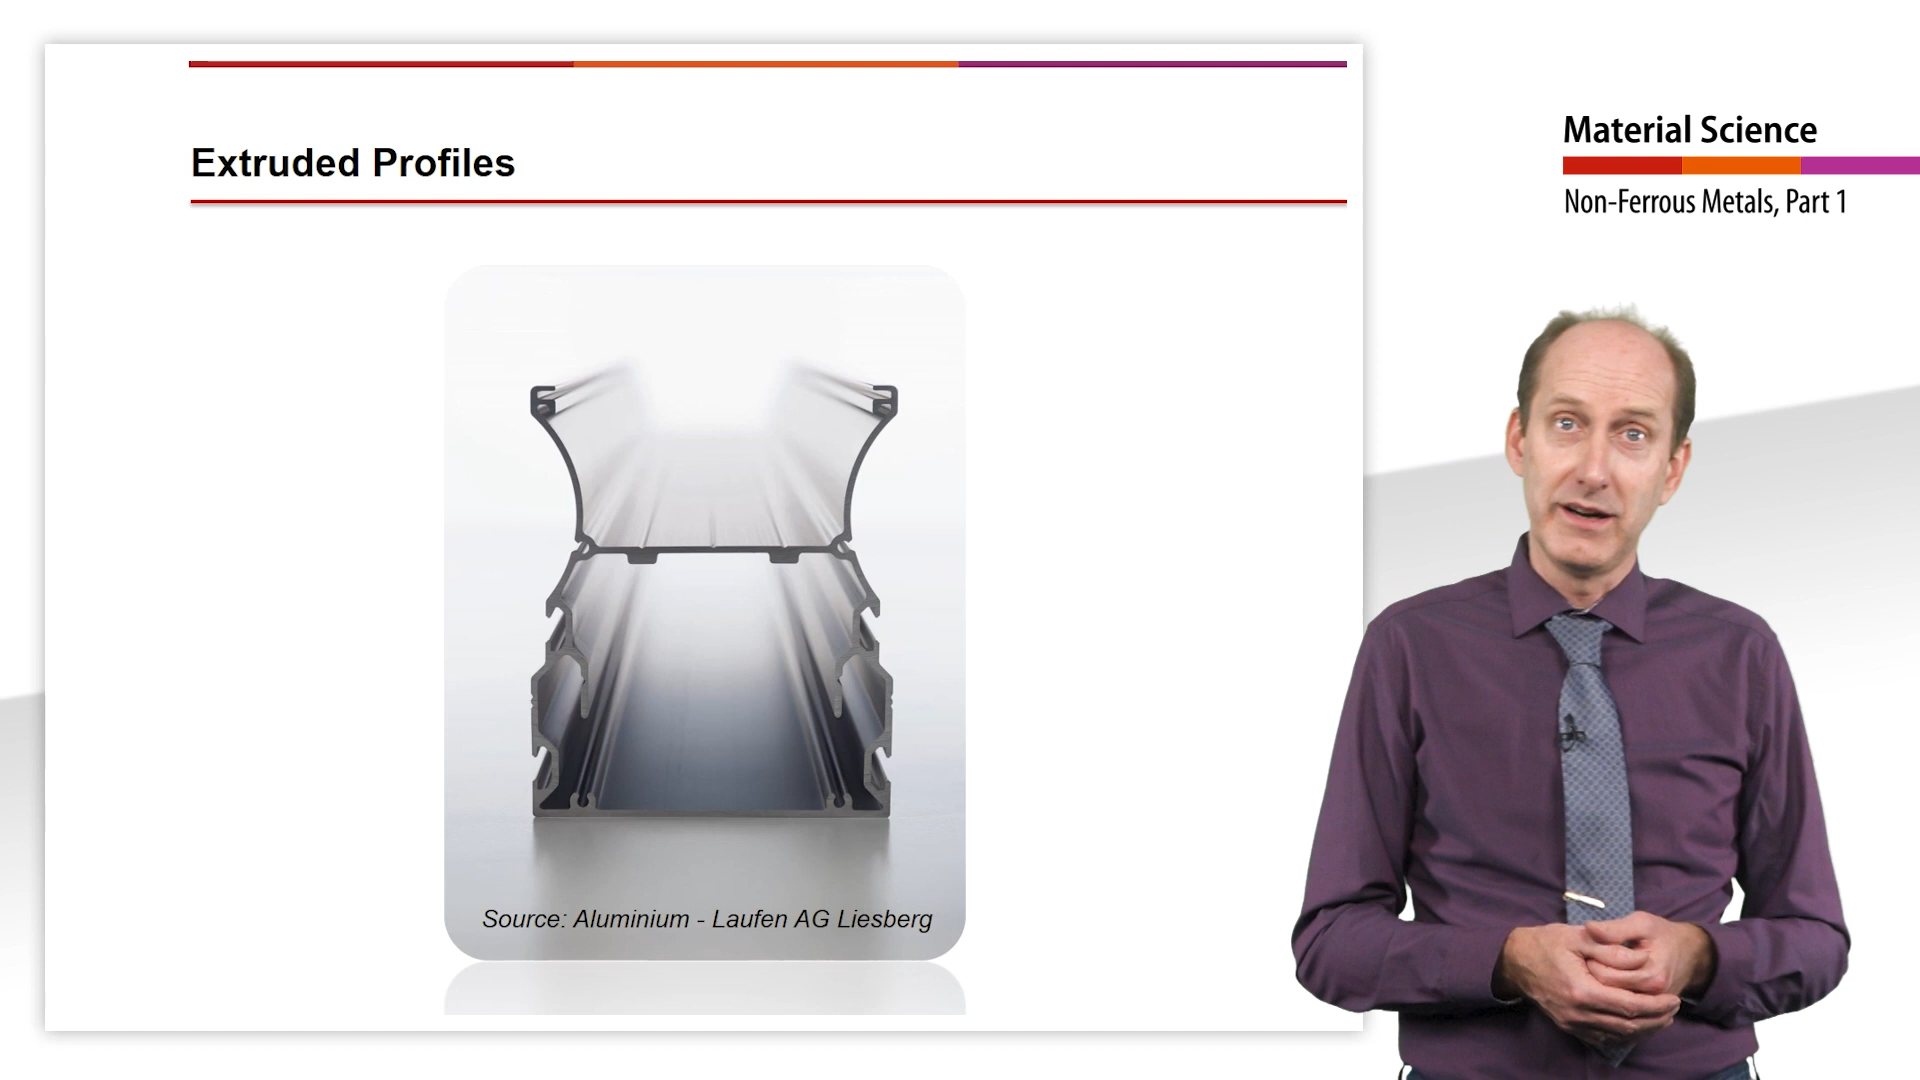 Extruded Profiles
Source: Aluminium - Laufen AG Liesberg
Material Science
Non-Ferrous Metals, Part 1